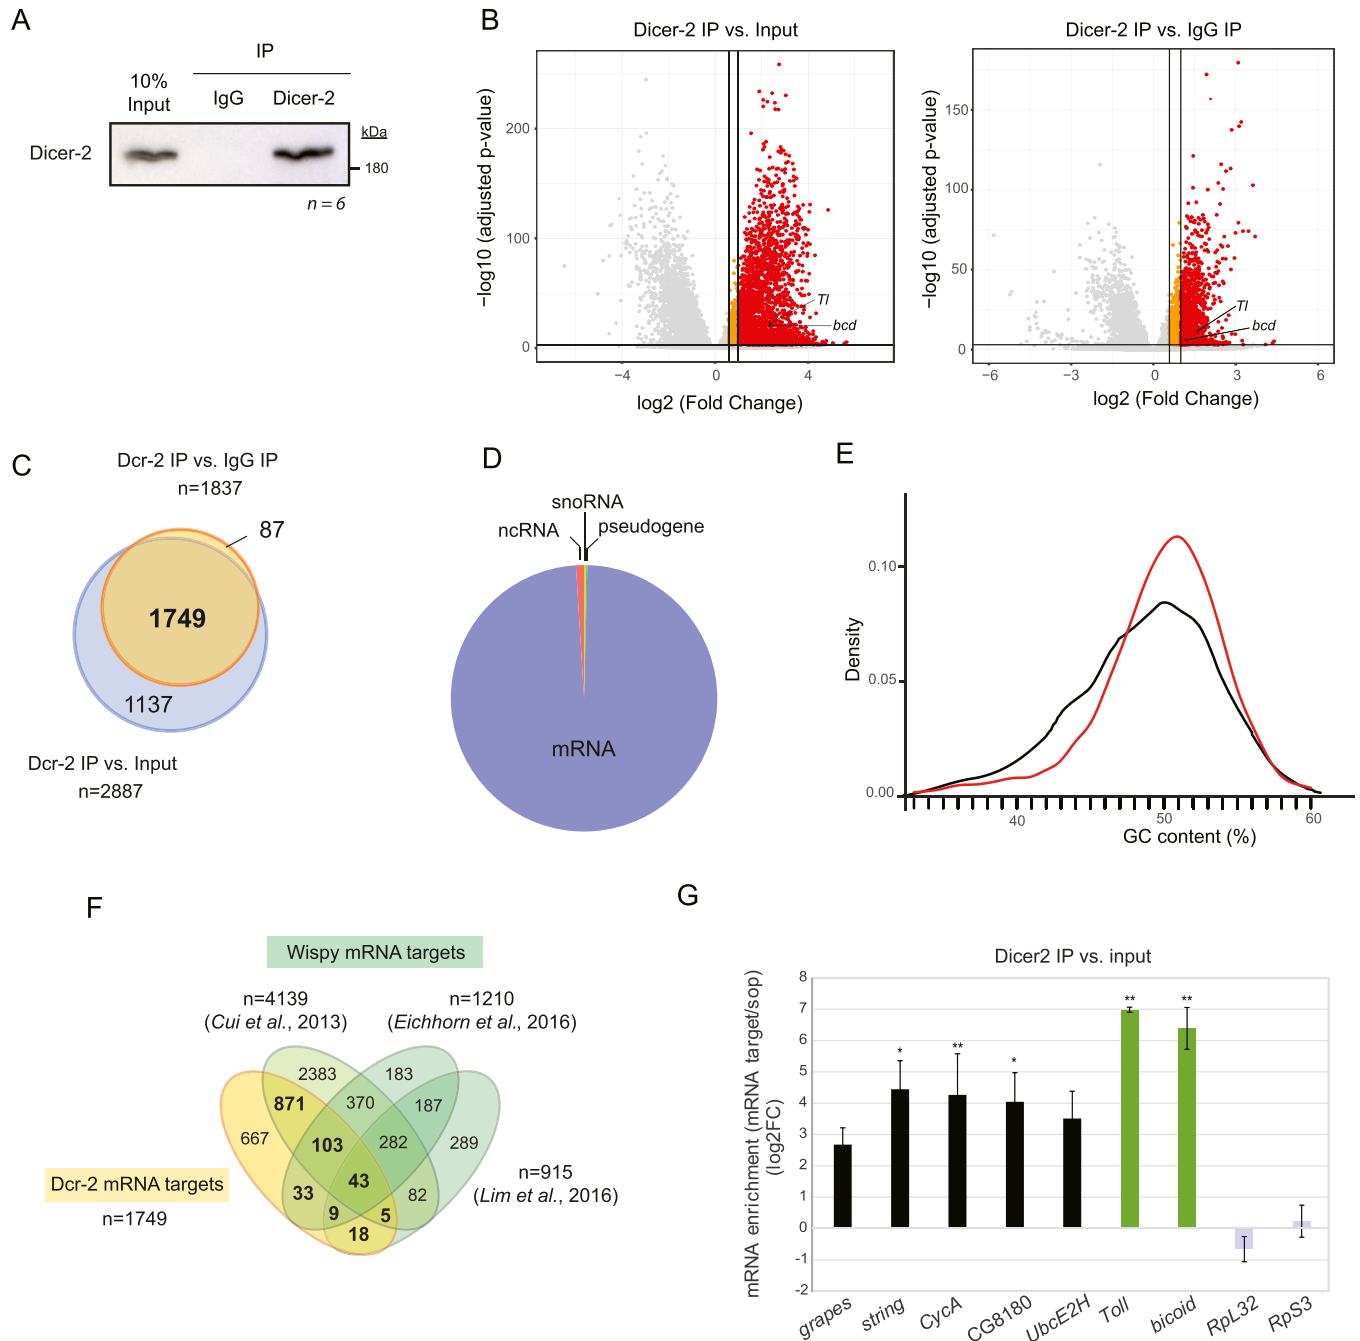 A
IP
10%
Input
IgG
Dicer-2
Dicer-2
kDa
180
n = 6
B
Dicer-2 IP vs. Input
−log10 (adjusted p-value)
200
100
0
Tl
bcd
−4
0
4
log2 (Fold Change)
Dicer-2 IP vs. IgG IP
−log10 (adjusted p-value)
150
100
50
0
Tl
bcd
−6
−3
0
3
6
log2 (Fold Change)
C
Dcr-2 IP vs. IgG IP
n=1837
87
1749
1137
Dcr-2 IP vs. Input
n=2887
D
snoRNA
ncRNA
pseudogene
mRNA
E
Density
0.10
0.05
0.00
40
50
60
GC content (%)
F
Wispy mRNA targets
n=4139
(Cui et al., 2013)
n=1210
(Eichhorn et al., 2016)
2383
183
871
370
187
667
103
282
289
33
43
82
9
5
18
n=915
(Lim et al., 2016)
Dcr-2 mRNA targets
n=1749
G
Dicer2 IP vs. input
mRNA enrichment (mRNA target/sop)
(log2FC)
8
7
6
5
4
3
2
1
0
-1
-2
*
**
*
**
**
grapes
string
CycA
CG8180
UbcE2H
Toll
bicoid
RpL32
RpS3